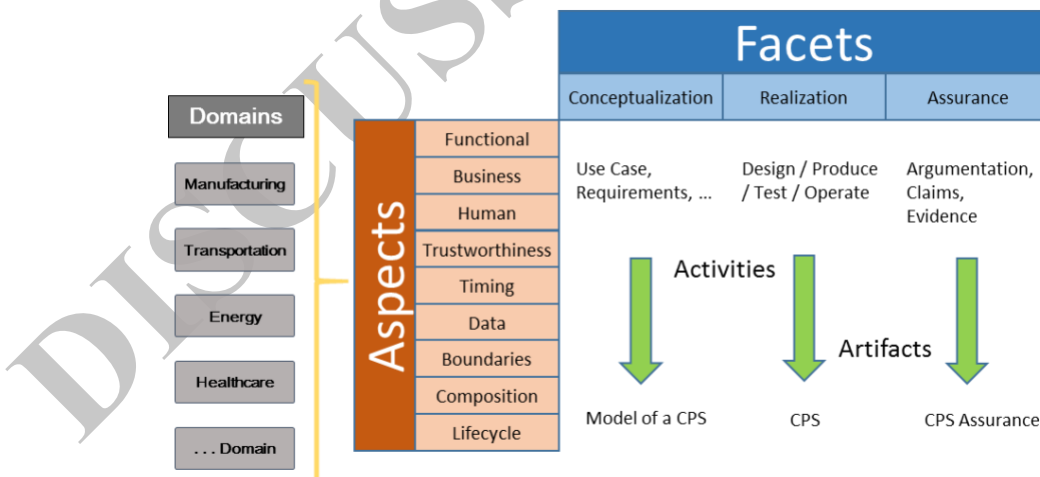 DISCUS
Facets
Conceptualization
Realization
Assurance
Domains
Manufacturing
Transportation
Energy
Healthcare
. . . Domain
Aspects
Functional
Business
Human
Trustworthiness
Timing
Data
Boundaries
Composition
Lifecycle
Use Case,
Requirements, ...
Design / Produce
/ Test / Operate
Argumentation,
Claims,
Evidence
Activities
Artifacts
Model of a CPS
CPS
CPS Assurance